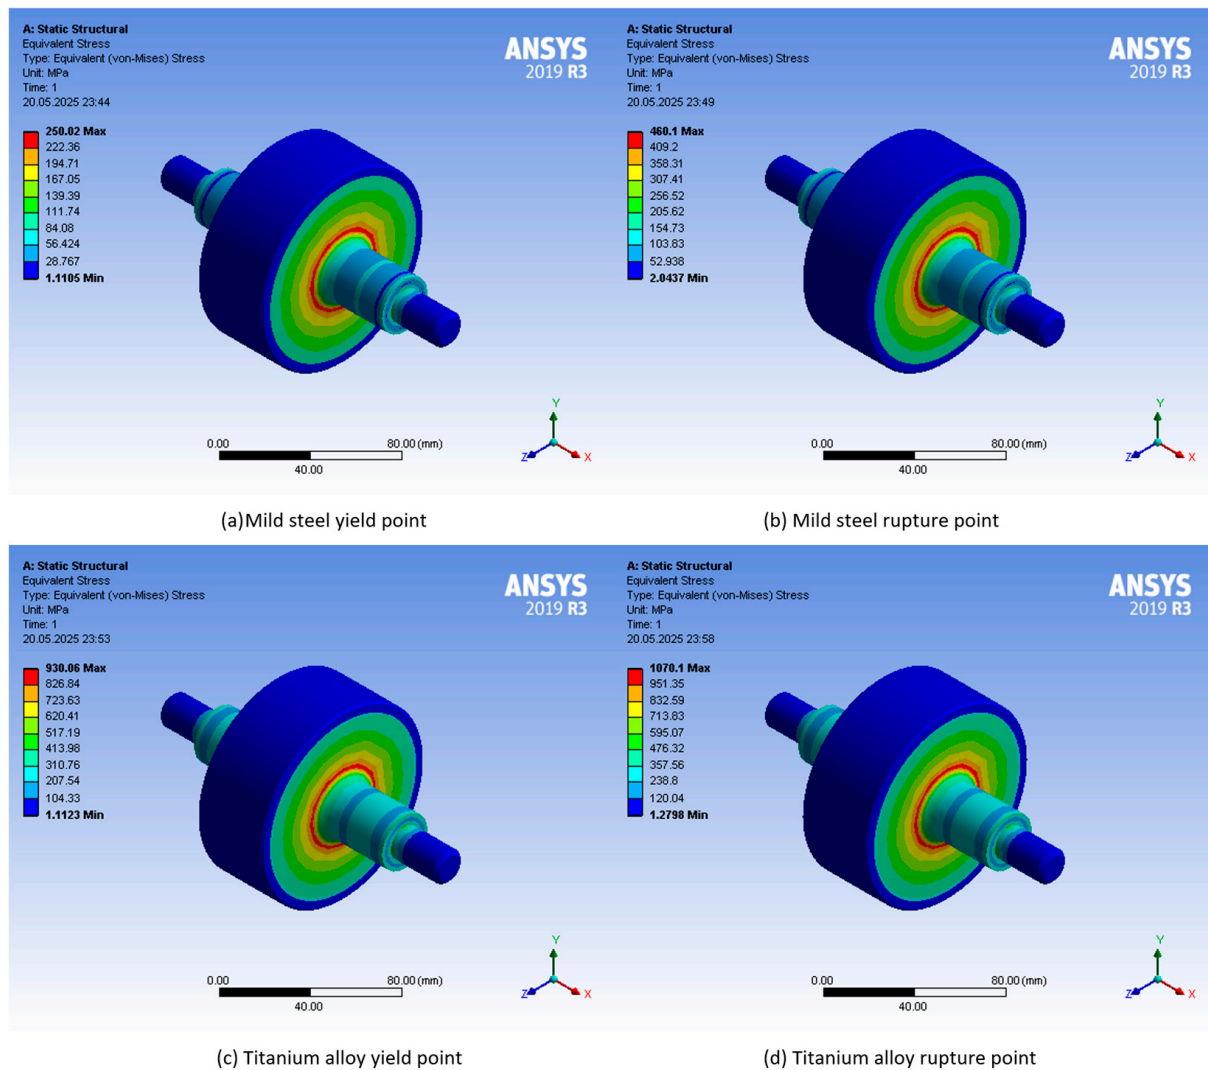 A: Static Structural
Equivalent Stress
Type: Equivalent (von-Mises) Stress
Unit: MPa
Time: 1
20.05.2025 23:44
ANSYS
2019 R3
250.02 Max
222.36
194.71
167.05
139.39
111.74
84.08
56.424
28.767
1.1105 Min
0.00
80.00 (mm)
40.00
Y
Z
X
(a)Mild steel yield point
A: Static Structural
Equivalent Stress
Type: Equivalent (von-Mises) Stress
Unit: MPa
Time: 1
20.05.2025 23:49
ANSYS
2019 R3
460.1 Max
409.2
358.31
307.41
256.52
205.62
154.73
103.83
52.938
2.0437 Min
0.00
80.00 (mm)
40.00
Y
Z
X
(b) Mild steel rupture point
A: Static Structural
Equivalent Stress
Type: Equivalent (von-Mises) Stress
Unit: MPa
Time: 1
20.05.2025 23:53
ANSYS
2019 R3
930.06 Max
826.84
723.63
620.41
517.19
413.98
310.76
207.54
104.33
1.1123 Min
0.00
80.00 (mm)
40.00
Y
Z
X
(c) Titanium alloy yield point
A: Static Structural
Equivalent Stress
Type: Equivalent (von-Mises) Stress
Unit: MPa
Time: 1
20.05.2025 23:58
ANSYS
2019 R3
1070.1 Max
951.35
832.59
713.83
595.07
476.32
357.56
238.8
120.04
1.2798 Min
0.00
80.00 (mm)
40.00
Y
Z
X
(d) Titanium alloy rupture point